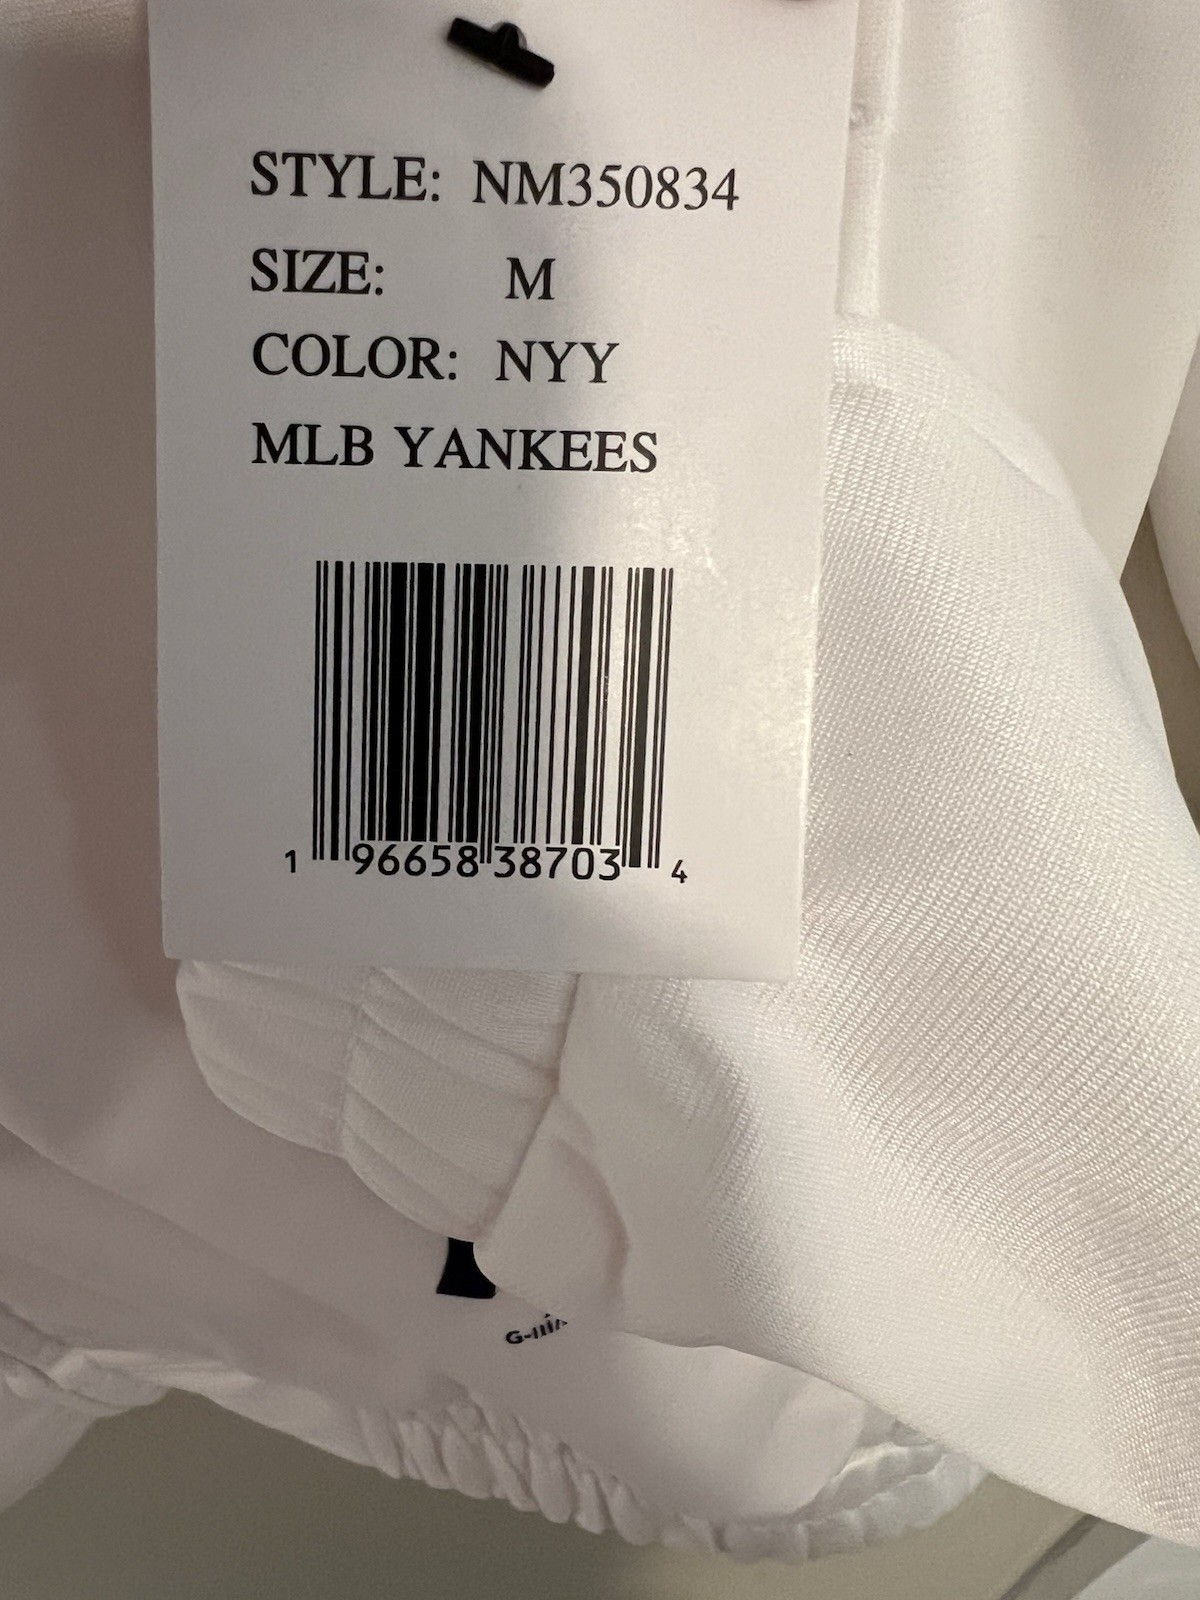 STYLE: NM350834
SIZE: M
COLOR: NYY
MLB YANKEES
1 96658 38703 4